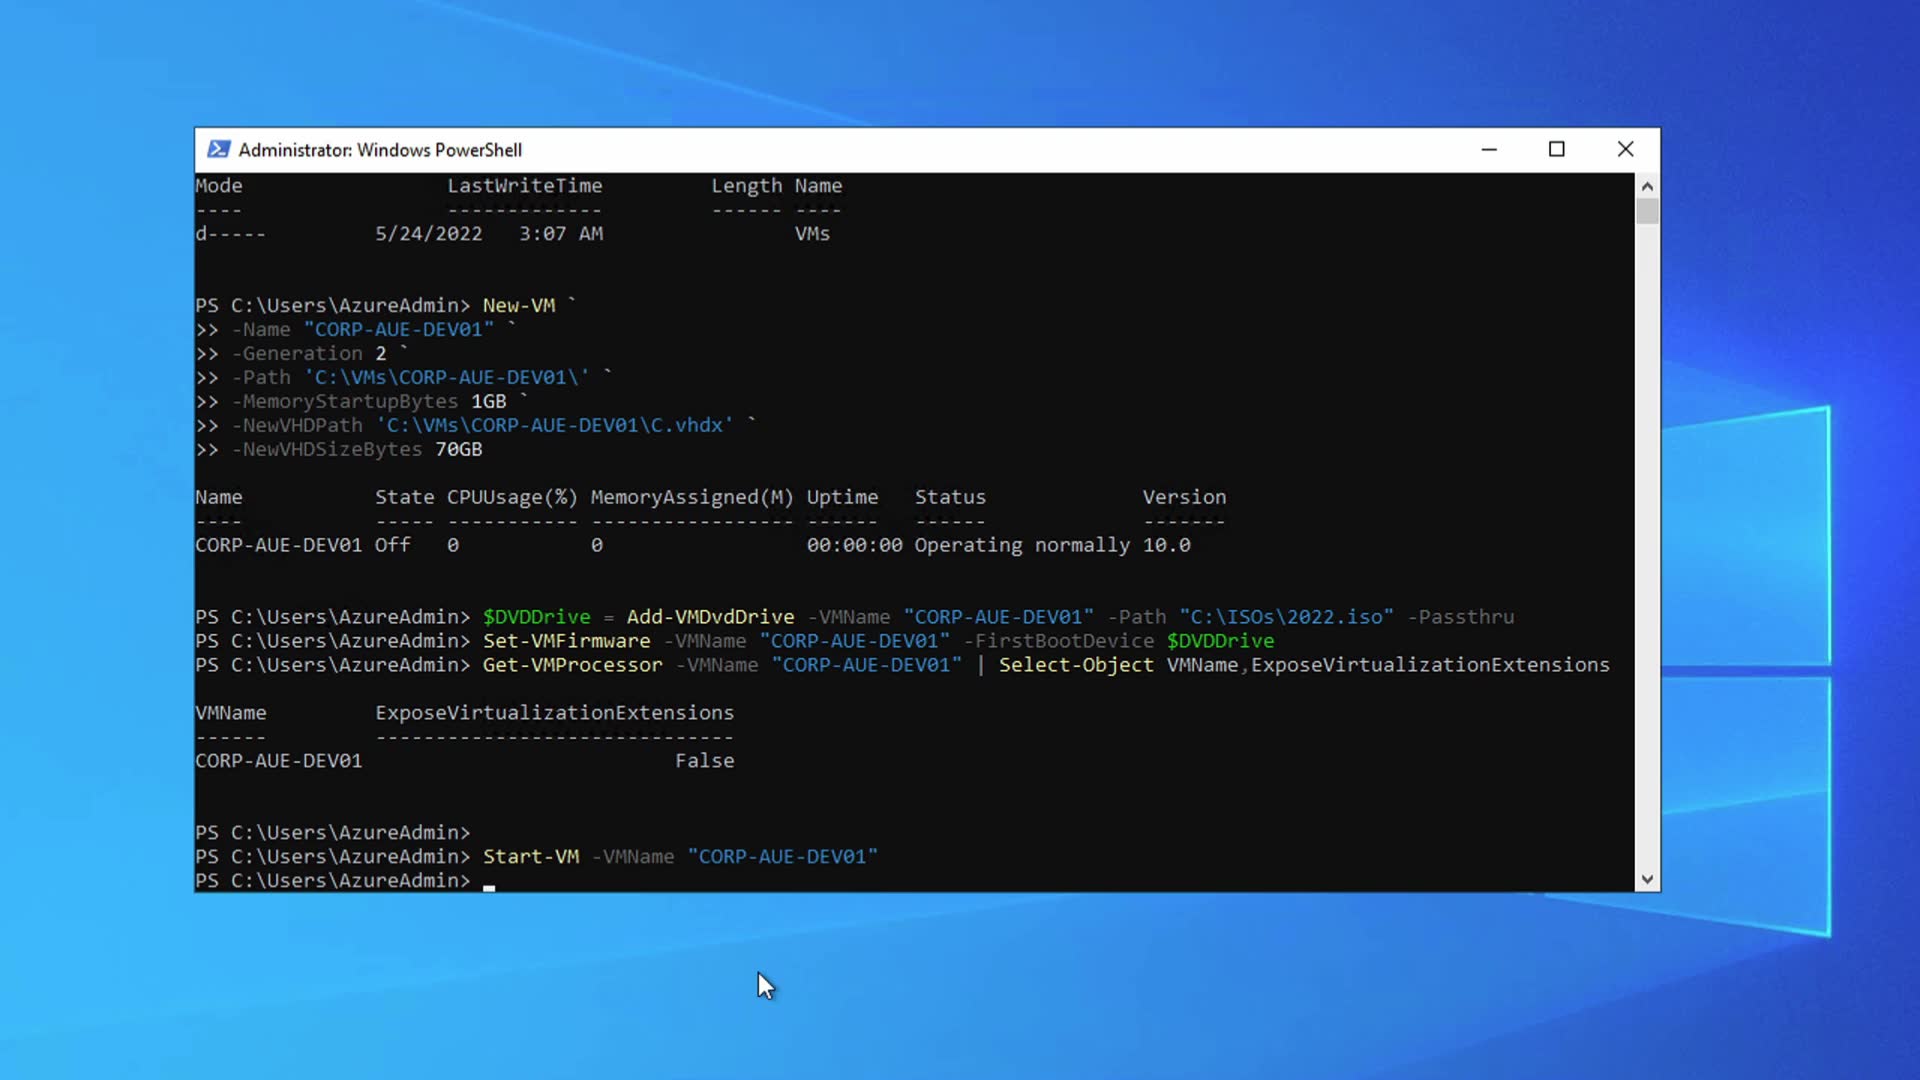 Administrator: Windows PowerShell
Mode                 LastWriteTime         Length Name
----                 -------------         ------ ----
d-----         5/24/2022   3:07 AM                VMs
PS C:\Users\AzureAdmin> New-VM `
>> -Name "CORP-AUE-DEV01" `
>> -Generation 2 `
>> -Path 'C:\VMs\CORP-AUE-DEV01\' `
>> -MemoryStartupBytes 1GB `
>> -NewVHDPath 'C:\VMs\CORP-AUE-DEV01\C.vhdx' `
>> -NewVHDSizeBytes 70GB
Name           State CPUUsage(%) MemoryAssigned(M) Uptime   Status             Version
----           ----- ----------- ----------------- ------   ------             -------
CORP-AUE-DEV01 Off   0           0                 00:00:00 Operating normally 10.0
PS C:\Users\AzureAdmin> $DVDDrive = Add-VMDvdDrive -VMName "CORP-AUE-DEV01" -Path "C:\ISOs\2022.iso" -Passthru
PS C:\Users\AzureAdmin> Set-VMFirmware -VMName "CORP-AUE-DEV01" -FirstBootDevice $DVDDrive
PS C:\Users\AzureAdmin> Get-VMProcessor -VMName "CORP-AUE-DEV01" | Select-Object VMName,ExposeVirtualizationExtensions
VMName         ExposeVirtualizationExtensions
------         ------------------------------
CORP-AUE-DEV01                          False
PS C:\Users\AzureAdmin>
PS C:\Users\AzureAdmin> Start-VM -VMName "CORP-AUE-DEV01"
PS C:\Users\AzureAdmin>